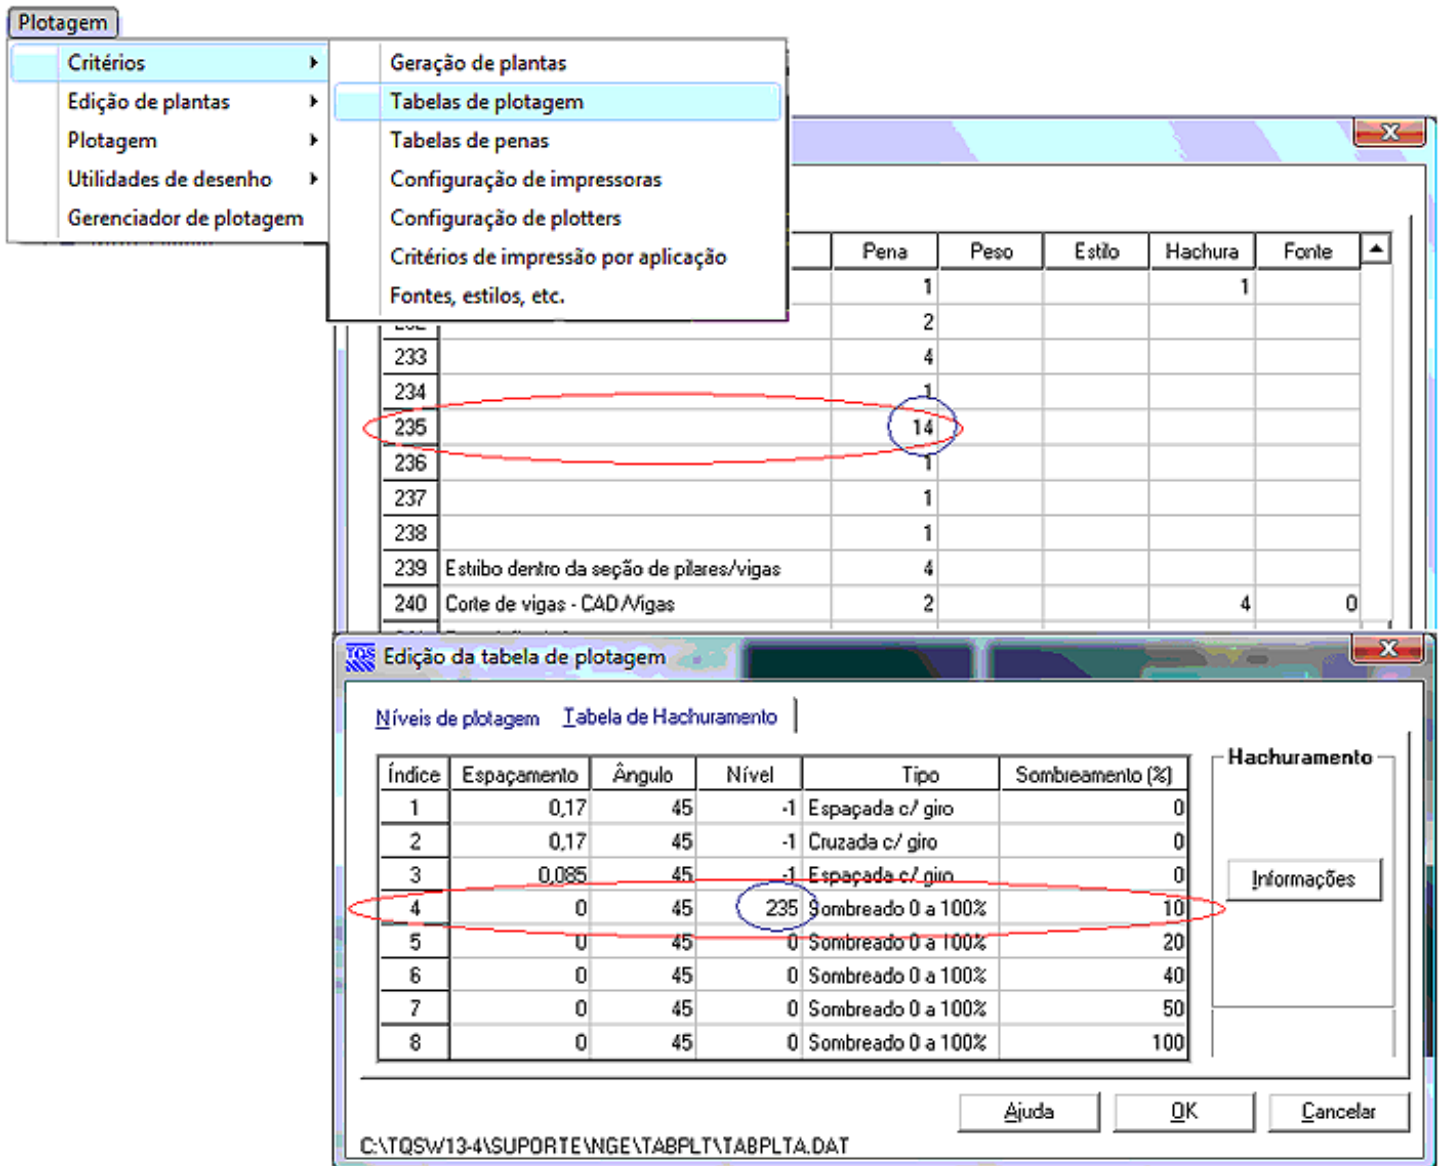 Plotagem
Critérios
Edição de plantas
Plotagem
Utilidades de desenho
Gerenciador de plotagem
Geração de plantas
Tabelas de plotagem
Tabelas de penas
Configuração de impressoras
Configuração de plotters
Critérios de impressão por aplicação
Fontes, estilos, etc.
Pena Peso Estilo Hachura Fonte
1 1
2
233 4
234 1
235 14
236 1
237 1
238 1
239 Estribo dentro da seção de pilares/vigas 4
240 Corte de vigas - CAD/Vigas 2 4 0
TQS Edição da tabela de plotagem
Níveis de plotagem Tabela de Hachuramento
Índice Espaçamento Ângulo Nível Tipo Sombreamento (%)
1 0,17 45 -1 Espaçada c/ giro 0
2 0,17 45 -1 Cruzada c/ giro 0
3 0,085 45 -1 Espaçada c/ giro 0
4 0 45 235 Sombreado 0 a 100% 10
5 0 45 0 Sombreado 0 a 100% 20
6 0 45 0 Sombreado 0 a 100% 40
7 0 45 0 Sombreado 0 a 100% 50
8 0 45 0 Sombreado 0 a 100% 100
Hachuramento
Informações
Ajuda OK Cancelar
C:\TQSW13-4\SUPORTE\NGE\TABPLT\TABPLTA.DAT